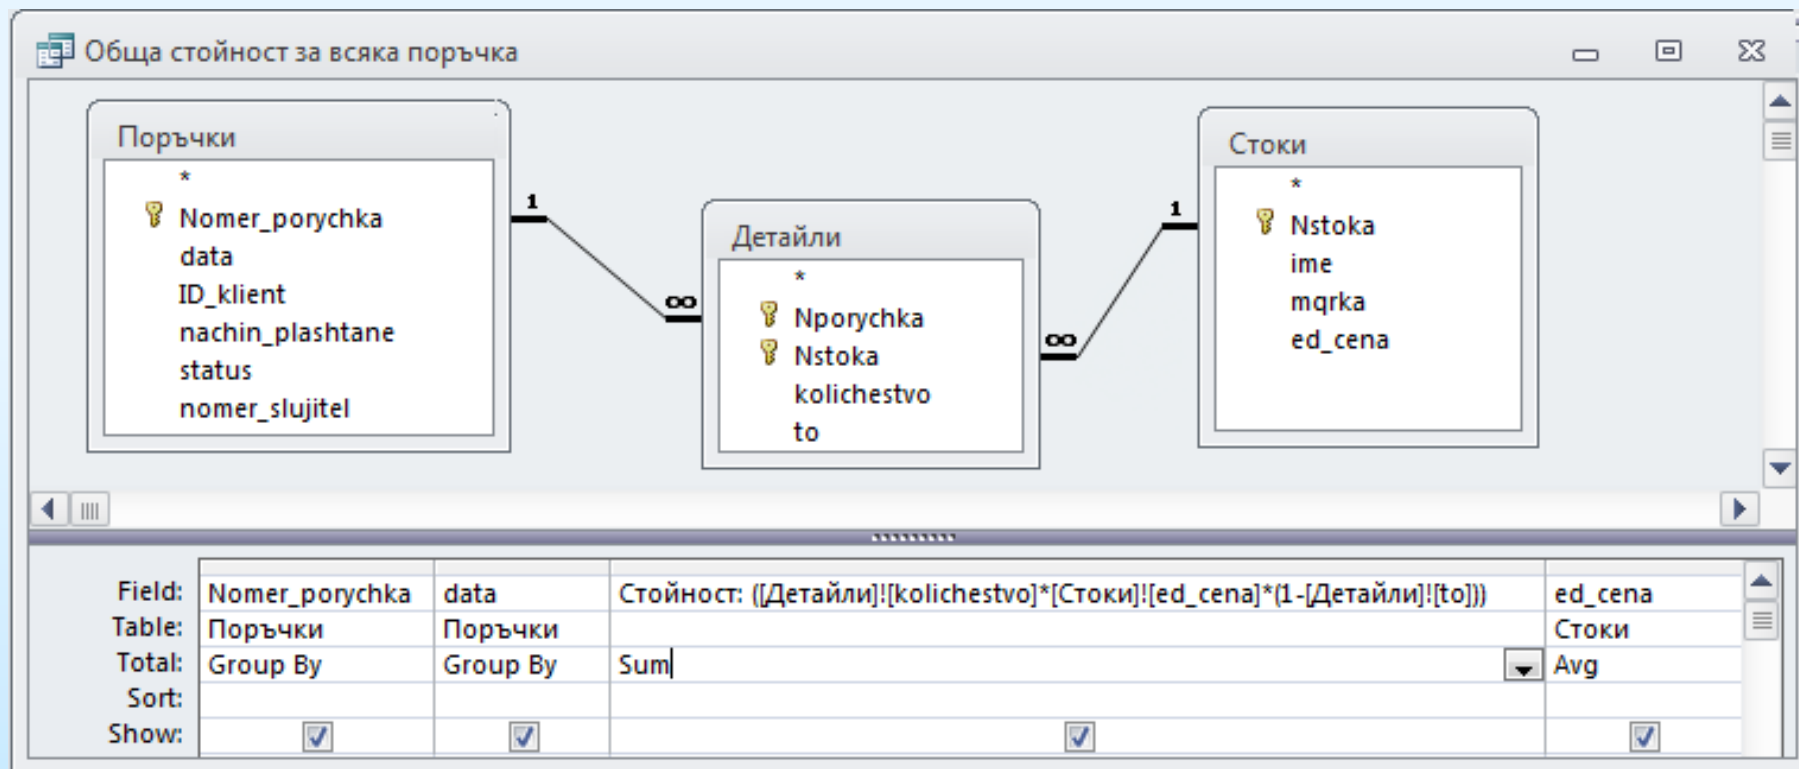 Обща стойност за всяка поръчка
Поръчки
*
Nomer_porychka
data
ID_klient
nachin_plashtane
status
nomer_slujitel
1
∞
Детайли
*
Nporychka
Nstoka
kolichestvo
to
∞
1
Стоки
*
Nstoka
ime
mqrka
ed_cena
Field: Nomer_porychka data Стойност: ([Детайли]![kolichestvo]*[Стоки]![ed_cena]*(1-[Детайли]![to])) ed_cena
Table: Поръчки Поръчки Стоки
Total: Group By Group By Sum Avg
Sort:
Show: